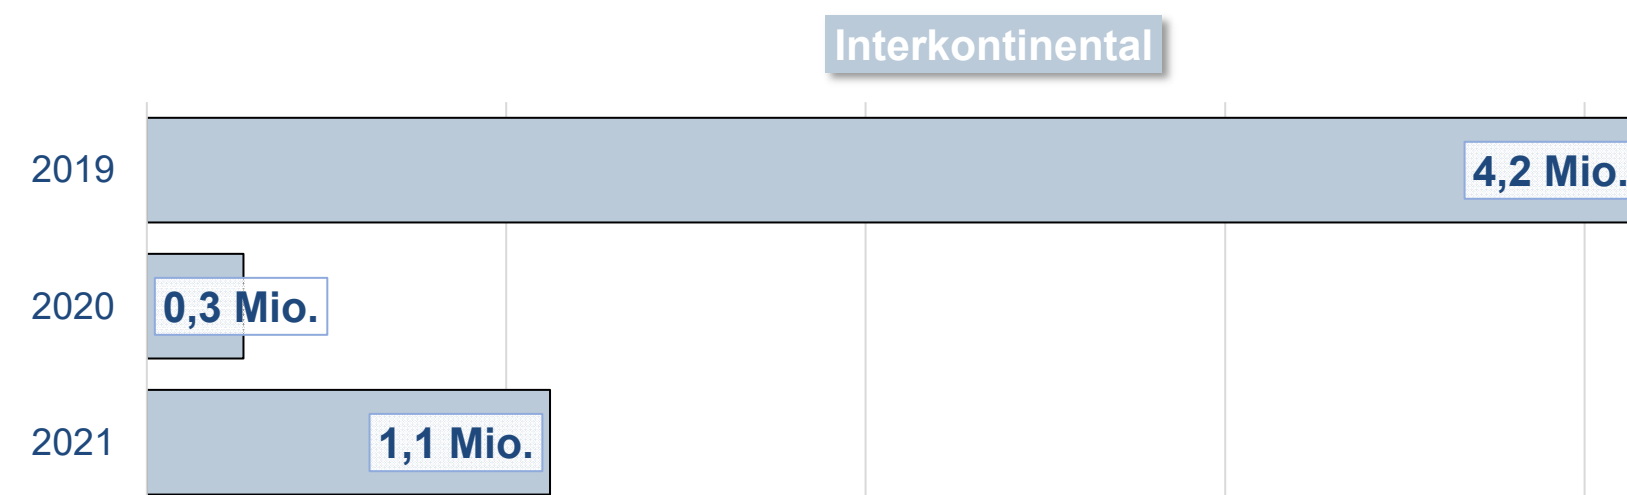 Interkontinental
2019
4,2 Mio.
2020
0,3 Mio.
2021
1,1 Mio.